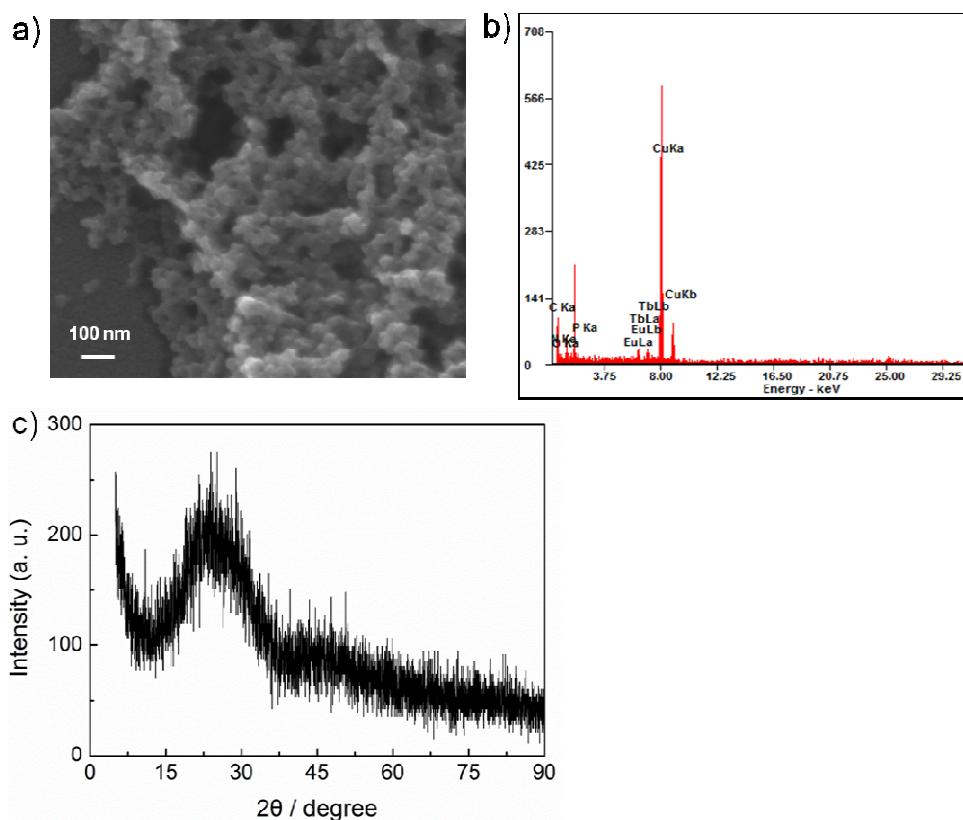 a)
100 nm
b)
708
566
425
283
141
0
CuKa
CuKb
TbLb
TbLa
EuLb
EuLa
C Ka
P Ka
O Ka
3.75 8.00 12.25 16.50 20.75 25.00 29.25
Energy - keV
c)
300
200
100
0
Intensity (a. u.)
0 15 30 45 60 75 90
2θ / degree